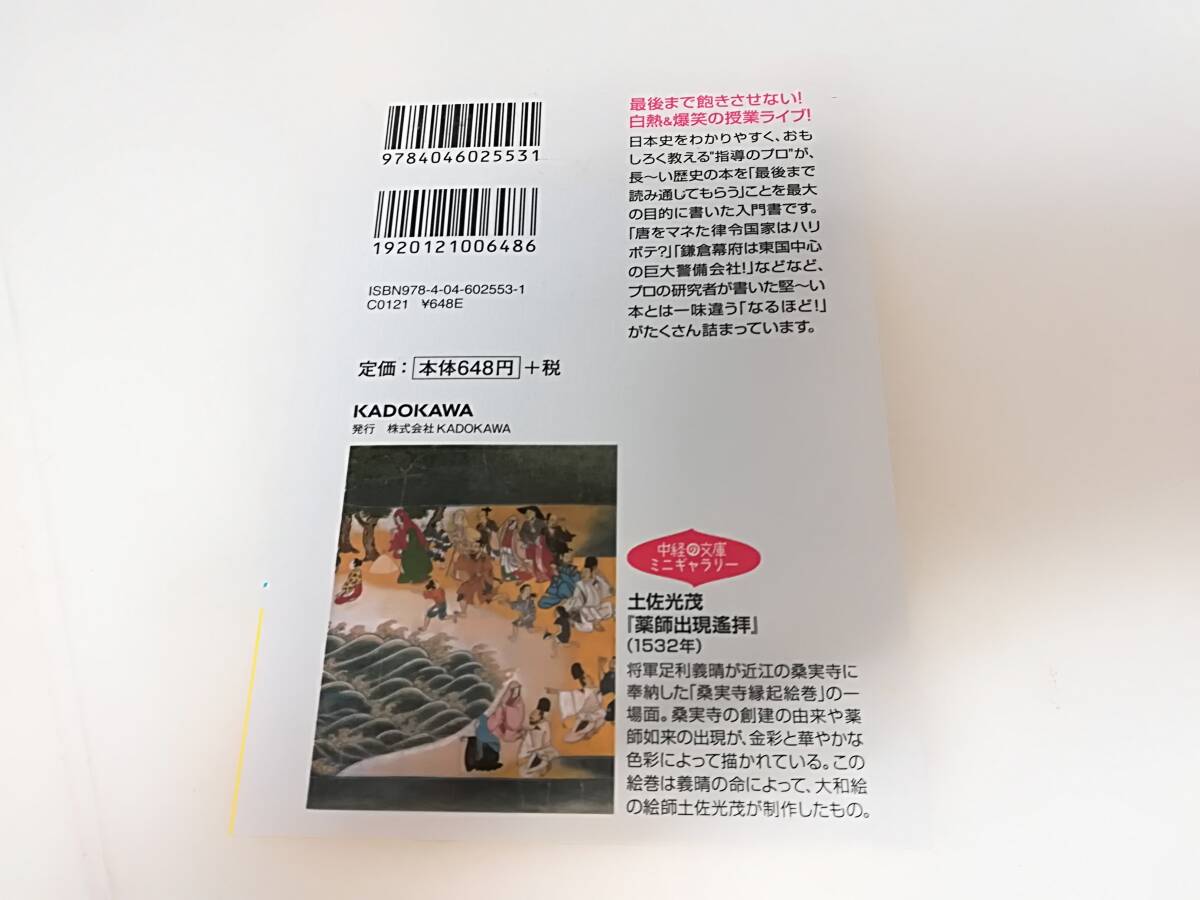 9784046025531
1920121006486
ISBN978-4-04-602553-1
C0121 ¥648E
定価：本体648円＋税
KADOKAWA
発行 株式会社KADOKAWA
最後まで飽きさせない！
白熱&爆笑の授業ライブ！
日本史をわかりやすく、おも
しろく教える“指導のプロ”が、
長〜い歴史の本を「最後まで
読み通してもらう」ことを最大
の目的に書いた入門書です。
「唐をマネた律令国家はハリ
ボテ？」「鎌倉幕府は東国中心
の巨大警備会社！」などなど、
プロの研究者が書いた堅〜い
本とは一味違う「なるほど！」
がたくさん詰まっています。
中経の文庫
ミニギャラリー
土佐光茂
『薬師出現遙拝』
（1532年）
将軍足利義晴が近江の桑実寺に
奉納した「桑実寺縁起絵巻」の一
場面。桑実寺の創建の由来や薬
師如来の出現が、金彩と華やかな
色彩によって描かれている。この
絵巻は義晴の命によって、大和絵
の絵師土佐光茂が制作したもの。